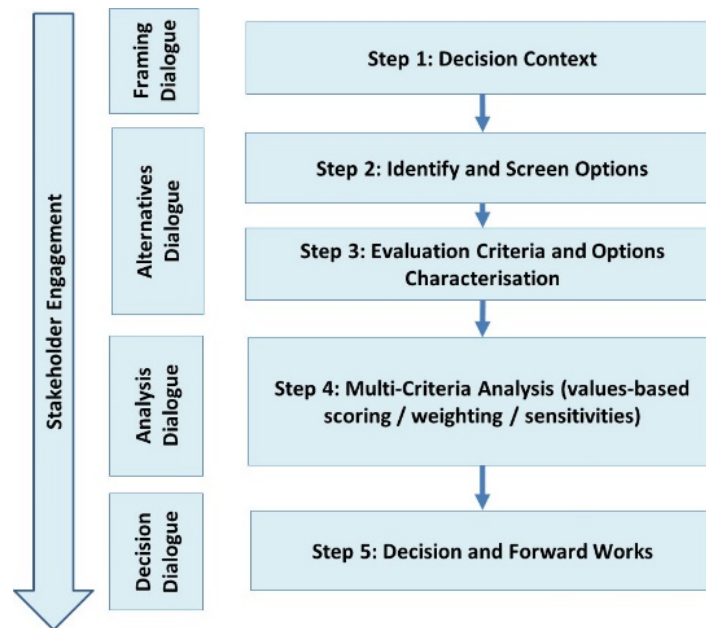 Stakeholder Engagement
Framing
Dialogue
Step 1: Decision Context
Alternatives
Dialogue
Step 2: Identify and Screen Options
Step 3: Evaluation Criteria and Options
Characterisation
Analysis
Dialogue
Step 4: Multi-Criteria Analysis (values-based
scoring / weighting / sensitivities)
Decision
Dialogue
Step 5: Decision and Forward Works